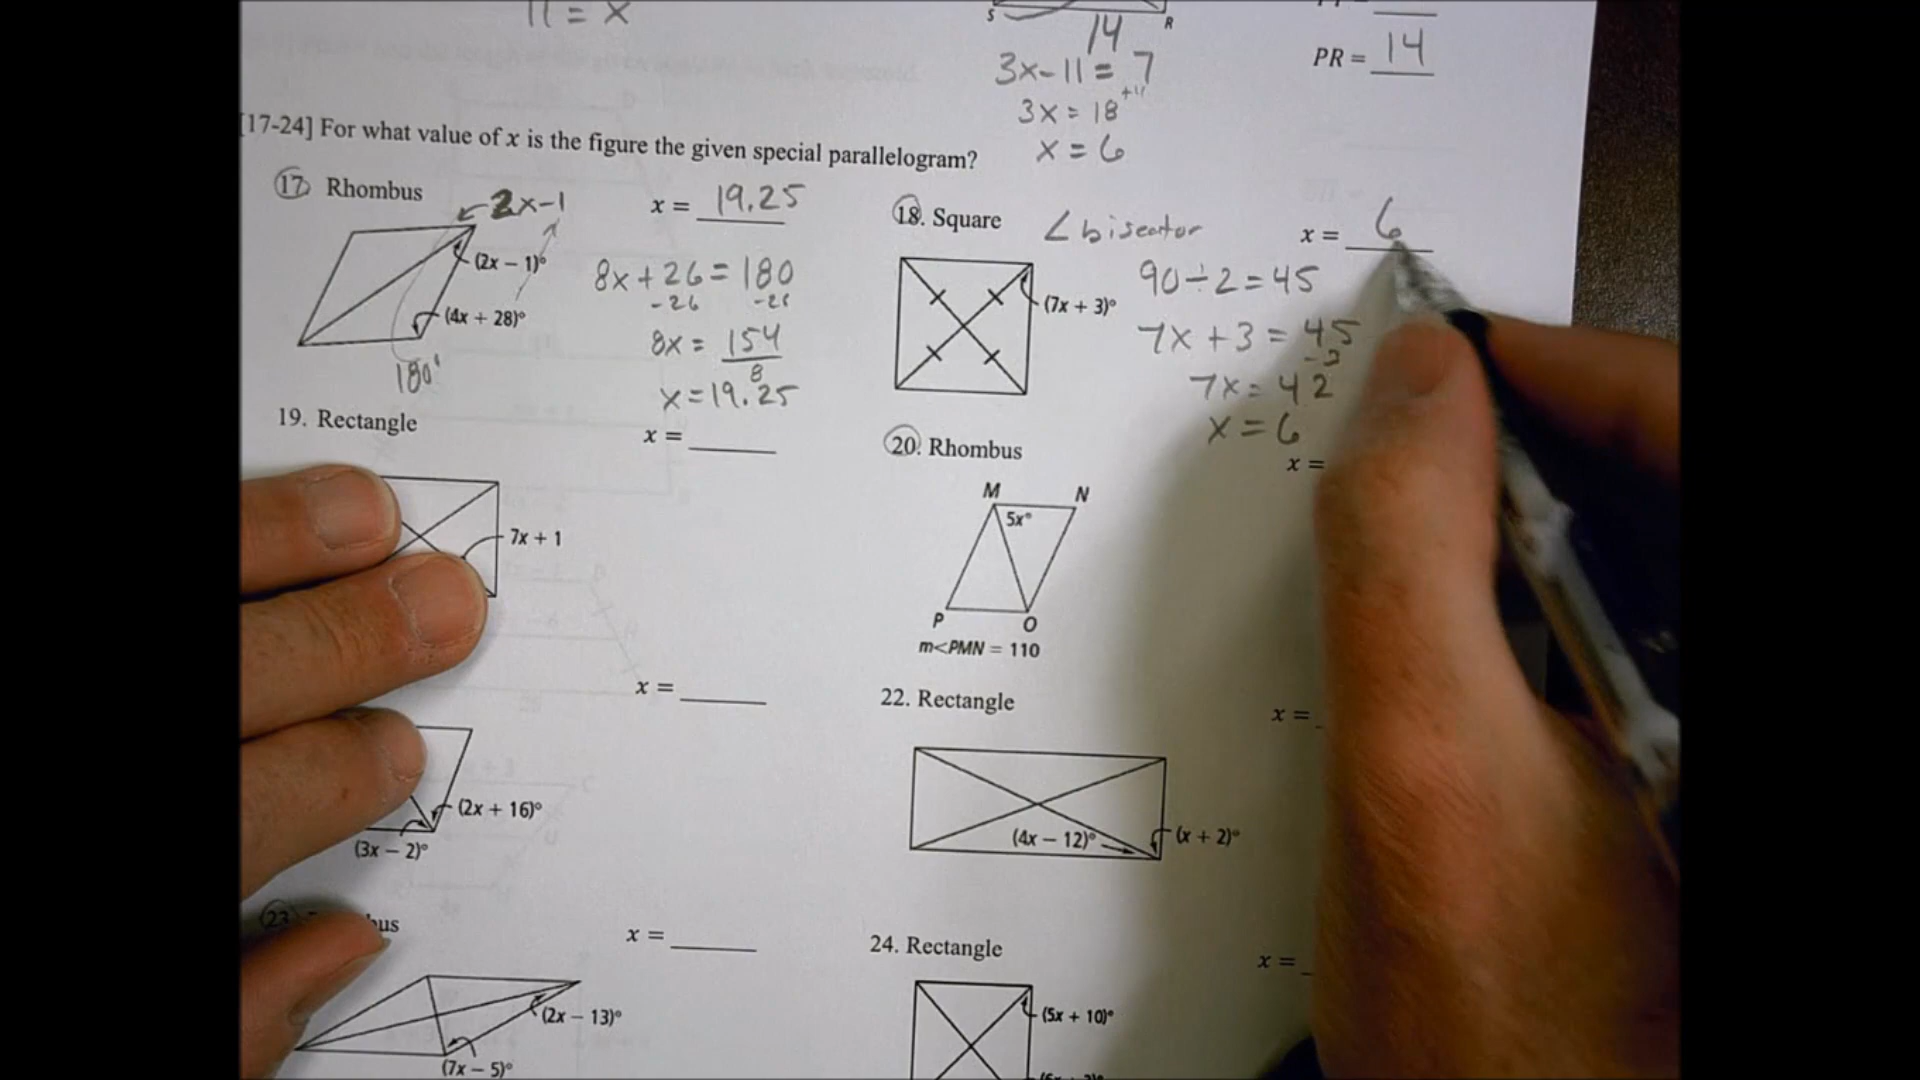 11 = x
S
R
14
PR = 14
3x-11 = 7
+11
3x = 18
x = 6
[17-24] For what value of x is the figure the given special parallelogram?
17 Rhombus
2x-1
x = 19.25
(2x − 1)°
(4x + 28)°
180°
8x + 26 = 180
-26
8x = 154
8
x = 19.25
18. Square
∠ bisector
x = 6
(7x + 3)°
90 ÷ 2 = 45
7x + 3 = 45
-3
7x = 42
x = 6
19. Rectangle
x =
7x + 1
20. Rhombus
x =
M
N
5x°
P
O
m<PMN = 110
x =
(2x + 16)°
(3x − 2)°
22. Rectangle
x =
(4x − 12)°
(x + 2)°
23
bus
x =
(2x − 13)°
(7x − 5)°
24. Rectangle
x =
(5x + 10)°